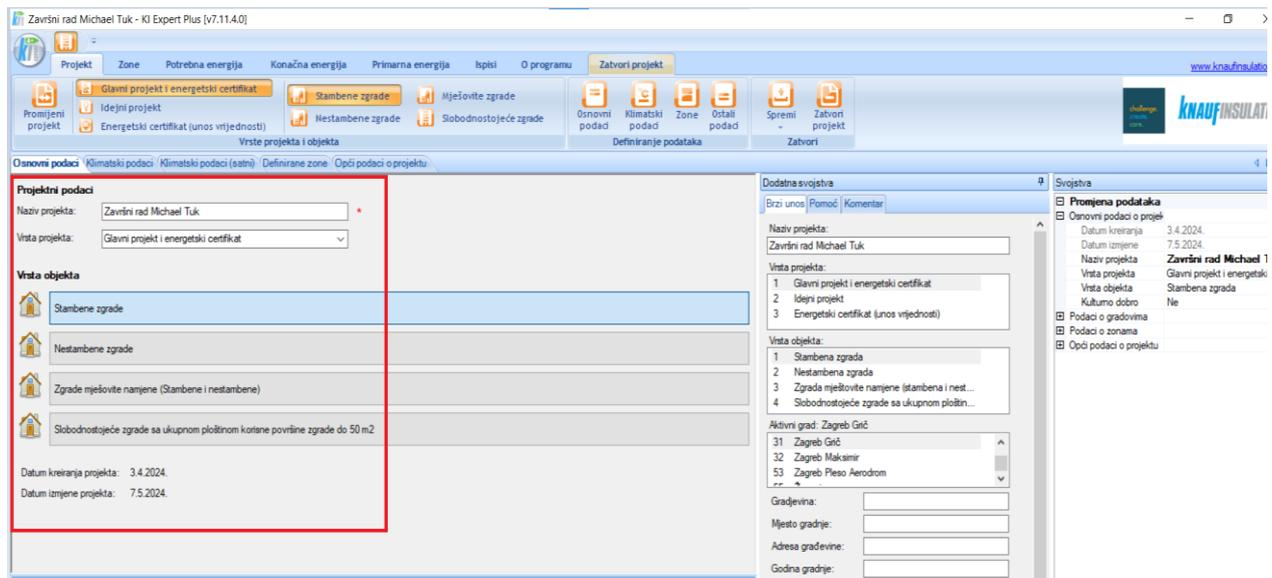 Završni rad Michael Tuk - KI Expert Plus [v7.11.4.0]
Projekt Zone Potrebna energija Konačna energija Primarna energija Ispisi O programu Zatvori projekt
www.knaufinsulatio
Promijeni projekt
Glavni projekt i energetski certifikat
Idejni projekt
Energetski certifikat (unos vrijednosti)
Stambene zgrade
Nestambene zgrade
Mješovite zgrade
Slobodnostojeće zgrade
Vrste projekta i objekta
Osnovni podaci
Klimatski podaci
Zone
Ostali podaci
Definiranje podataka
Spremi
Zatvori projekt
Zatvori
challenge.
create.
care.
KNAUFINSULATI
Osnovni podaci Klimatski podaci Klimatski podaci (satni) Definirane zone Opći podaci o projektu
Projektni podaci
Naziv projekta: Završni rad Michael Tuk *
Vrsta projekta: Glavni projekt i energetski certifikat
Vrsta objekta
Stambene zgrade
Nestambene zgrade
Zgrade mješovite namjene (Stambene i nestambene)
Slobodnostojeće zgrade sa ukupnom ploštinom korisne površine zgrade do 50 m2
Datum kreiranja projekta: 3.4.2024.
Datum izmjene projekta: 7.5.2024.
Dodatna svojstva
Brzi unos Pomoć Komentar
Naziv projekta:
Završni rad Michael Tuk
Vrsta projekta:
1 Glavni projekt i energetski certifikat
2 Idejni projekt
3 Energetski certifikat (unos vrijednosti)
Vrsta objekta:
1 Stambena zgrada
2 Nestambena zgrada
3 Zgrada mještovite namjene (stambena i nest...
4 Slobodnostojeće zgrade sa ukupnom ploštin...
Aktivni grad: Zagreb Grič
31 Zagreb Grič
32 Zagreb Maksimir
53 Zagreb Pleso Aerodrom
Gradjevina:
Mjesto gradnje:
Adresa građevine:
Godina gradnje:
Svojstva
Promjena podataka
Osnovni podaci o projek
Datum kreiranja 3.4.2024.
Datum izmjene 7.5.2024.
Naziv projekta Završni rad Michael T
Vrsta projekta Glavni projekt i energetski
Vrsta objekta Stambena zgrada
Kulturno dobro Ne
Podaci o gradovima
Podaci o zonama
Opći podaci o projektu